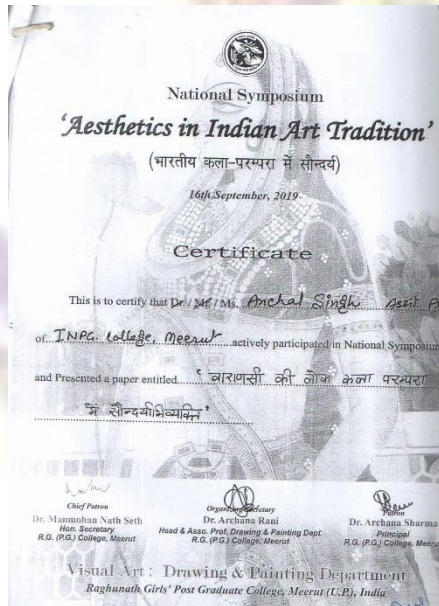 National Symposium
'Aesthetics in Indian Art Tradition'
(भारतीय कला-परम्परा में सौन्दर्य)
16th September, 2019
Certificate
This is to certify that Dr. / Mr. / Ms. Anchal Singh Assit
of INPG. College, Meerut actively participated in National Symposium
and Presented a paper entitled 'वाराणसी की लोक कला परम्परा
में सौन्दर्याभिव्यक्ति'
Chief Patron
Organizing Secretary
Patron
Dr. Manmohan Nath Seth
Dr. Archana Rani
Dr. Archana Sharma
Hon. Secretary
Head & Asso. Prof. Drawing & Painting Dept.
Principal
R.G. (P.G.) College, Meerut
R.G. (P.G.) College, Meerut
R.G. (P.G.) College, Meerut
Visual Art : Drawing & Painting Department
Raghunath Girls' Post Graduate College, Meerut (U.P.), India